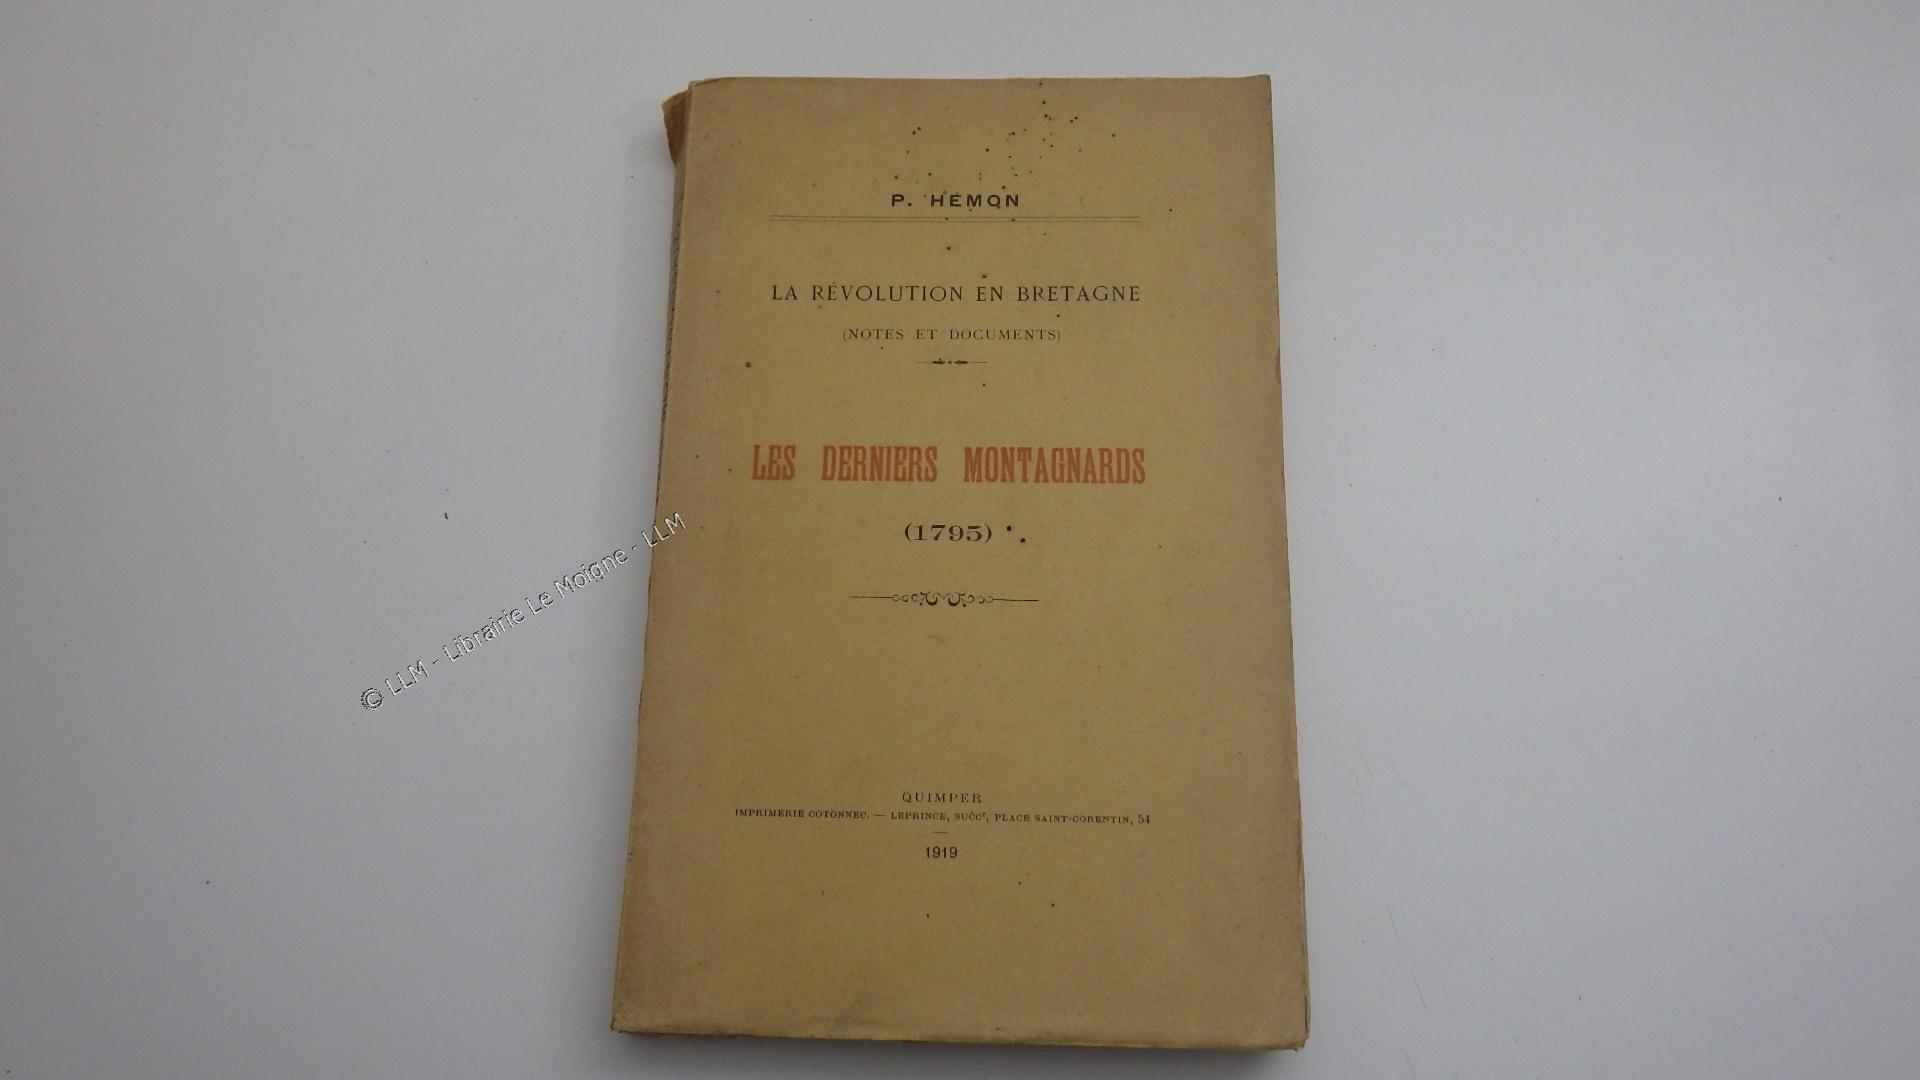 P. HÉMON
LA RÉVOLUTION EN BRETAGNE
(NOTES ET DOCUMENTS)
LES DERNIERS MONTAGNARDS
(1795)
QUIMPER
IMPRIMERIE COTONNEC. — LEPRINCE, SUCCʳ, PLACE SAINT-CORENTIN, 54
1919
© LLM - Librairie Le Moigne - LLM